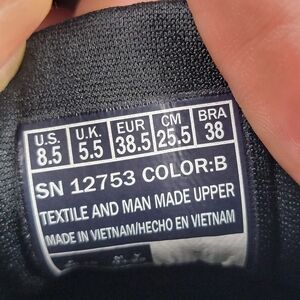 U.S. U.K. EUR CM BRA
8.5 5.5 38.5 25.5 38
SN 12753 COLOR:B
TEXTILE AND MAN MADE UPPER
MADE IN VIETNAM/HECHO EN VIETNAM